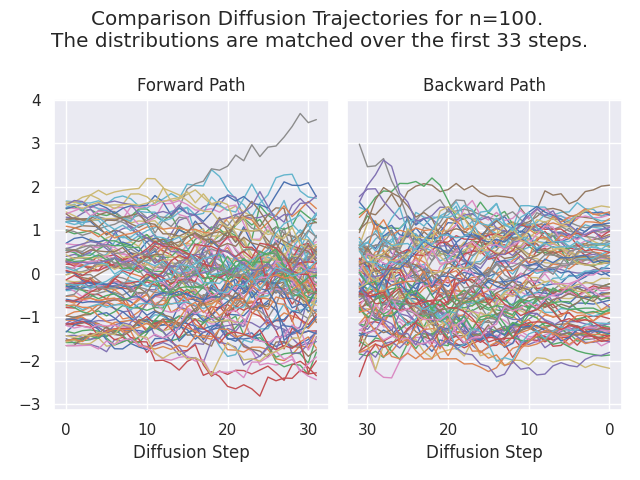 Comparison Diffusion Trajectories for n=100.
The distributions are matched over the first 33 steps.
Forward Path
Backward Path
4
3
2
1
0
−1
−2
−3
0 10 20 30
30 20 10 0
Diffusion Step
Diffusion Step